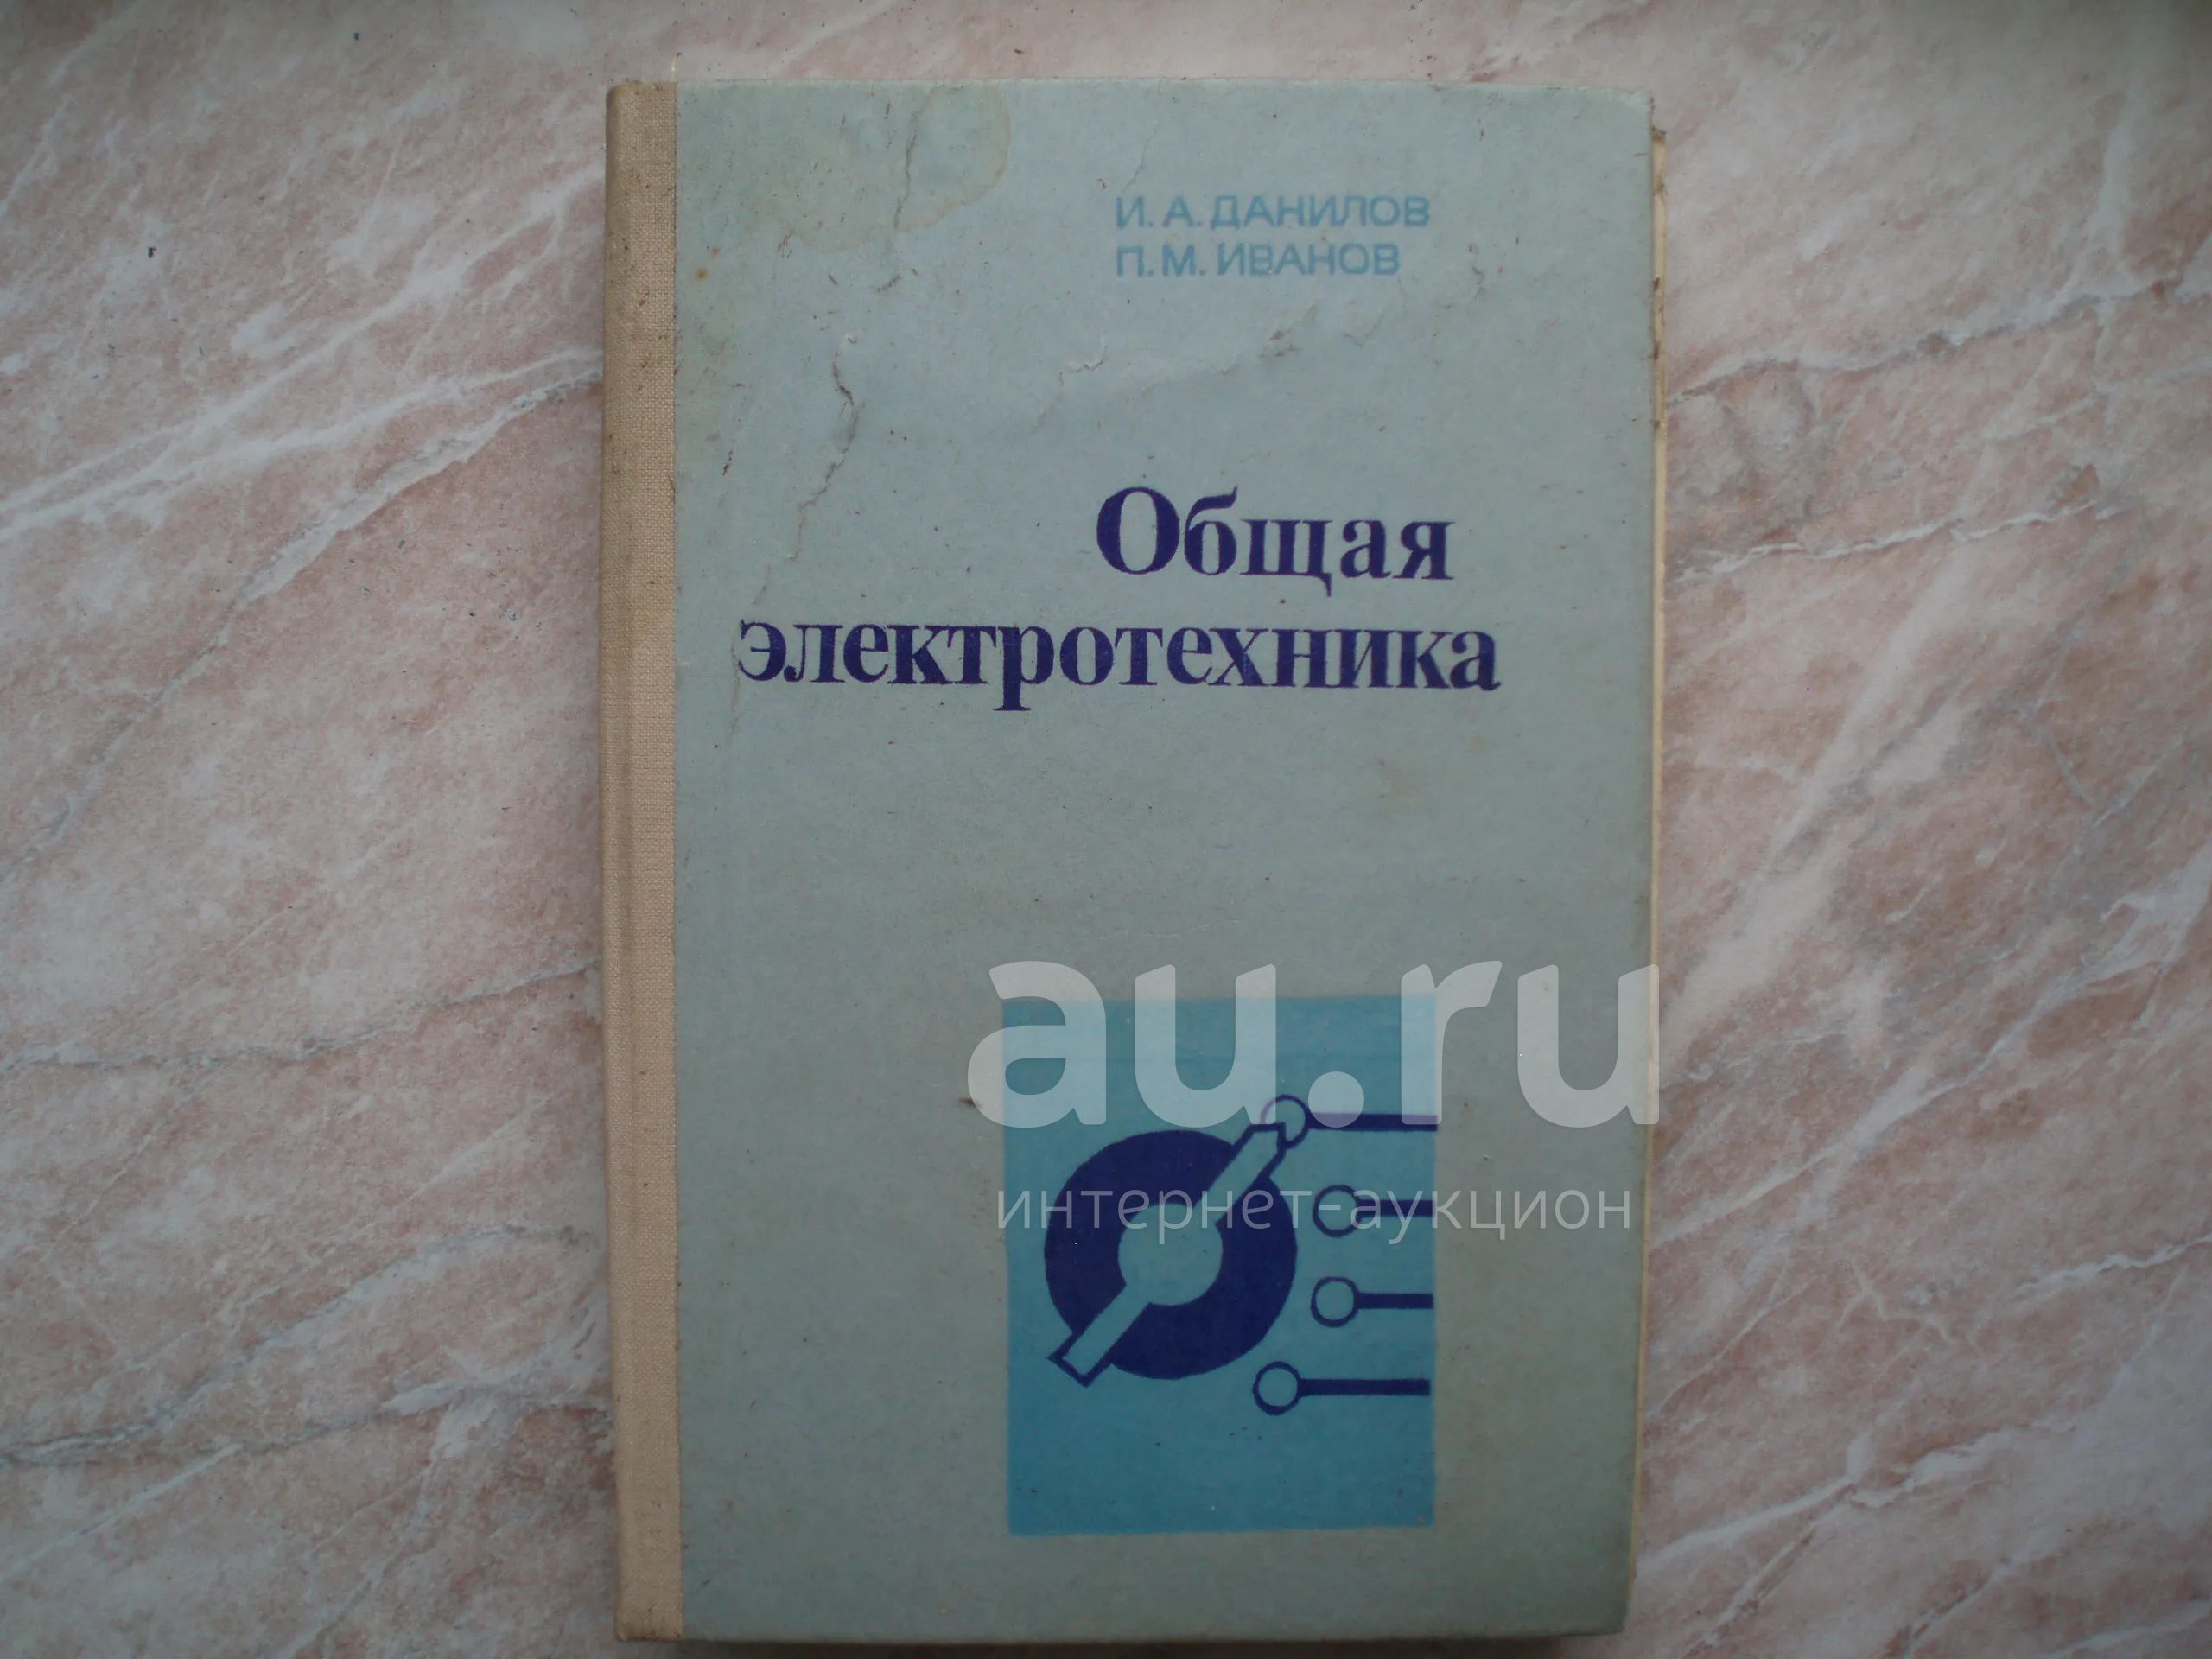 И. А. ДАНИЛОВ
П. М. ИВАНОВ
Общая
электротехника
au.ru
интернет-аукцион